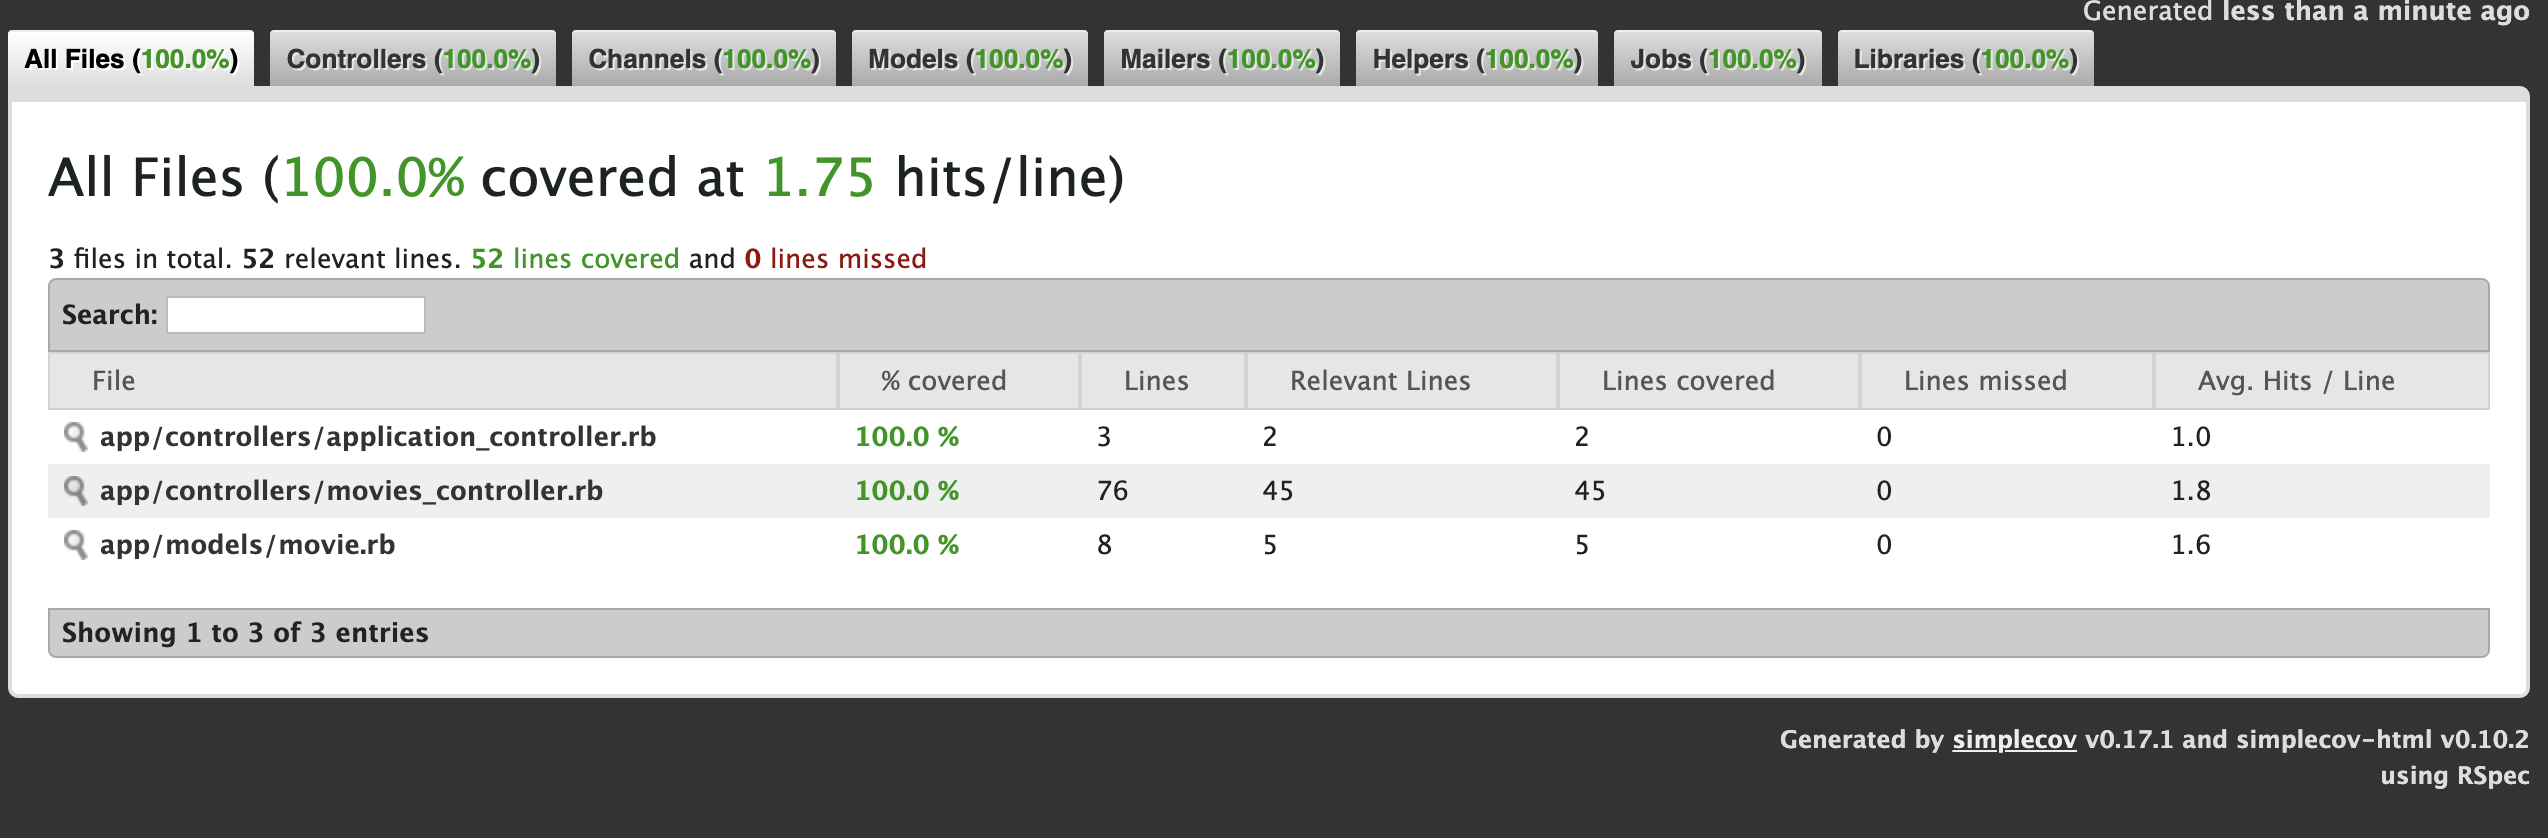 Generated less than a minute ago
All Files (100.0%) Controllers (100.0%) Channels (100.0%) Models (100.0%) Mailers (100.0%) Helpers (100.0%) Jobs (100.0%) Libraries (100.0%)
All Files (100.0% covered at 1.75 hits/line)
3 files in total. 52 relevant lines. 52 lines covered and 0 lines missed
Search:
File % covered Lines Relevant Lines Lines covered Lines missed Avg. Hits / Line
app/controllers/application_controller.rb 100.0 % 3 2 2 0 1.0
app/controllers/movies_controller.rb 100.0 % 76 45 45 0 1.8
app/models/movie.rb 100.0 % 8 5 5 0 1.6
Showing 1 to 3 of 3 entries
Generated by simplecov v0.17.1 and simplecov-html v0.10.2
using RSpec